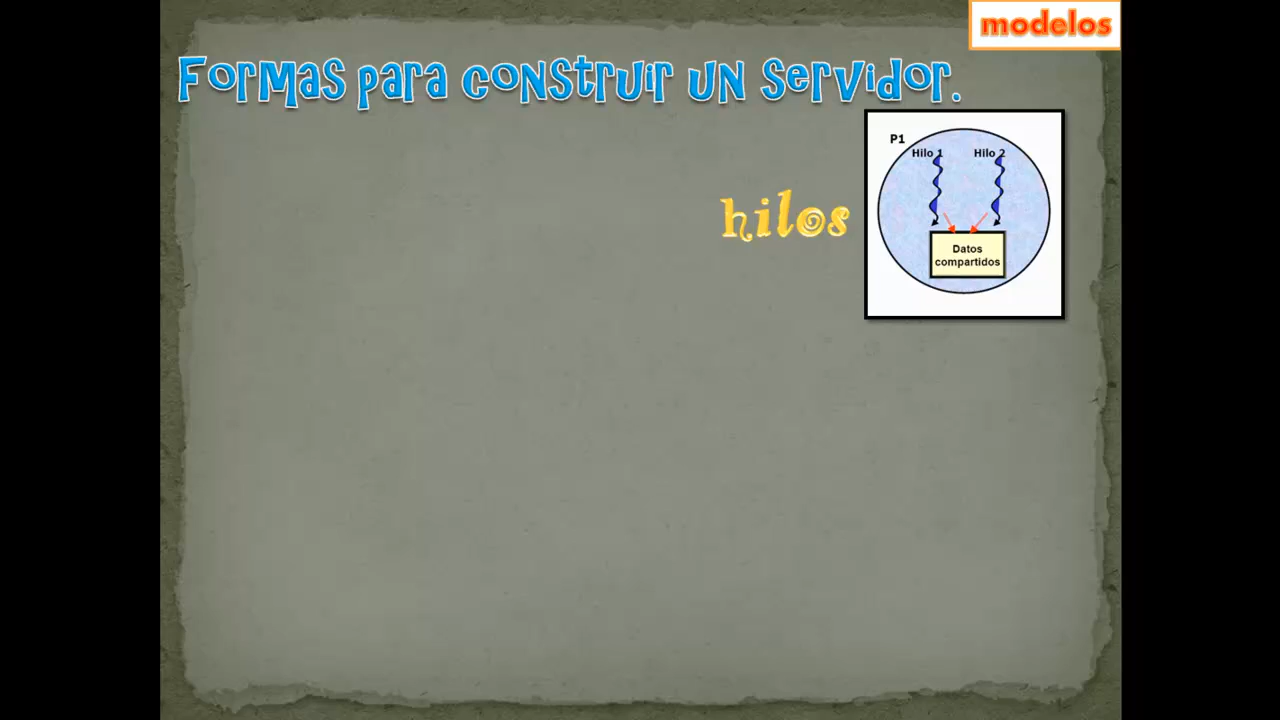 modelos
Formas para construir un servidor.
P1
Hilo 1
Hilo 2
hilos
Datos
compartidos